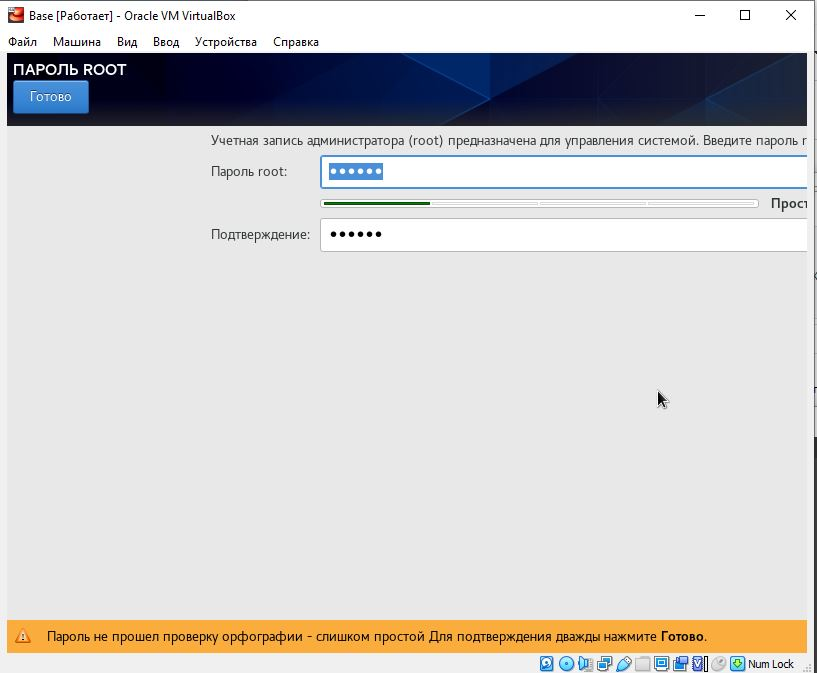 Base [Работает] - Oracle VM VirtualBox
Файл Машина Вид Ввод Устройства Справка
ПАРОЛЬ ROOT
Готово
Учетная запись администратора (root) предназначена для управления системой. Введите пароль r
Пароль root: ••••••
Прост
Подтверждение: ••••••
Пароль не прошел проверку орфографии - слишком простой Для подтверждения дважды нажмите Готово.
Num Lock